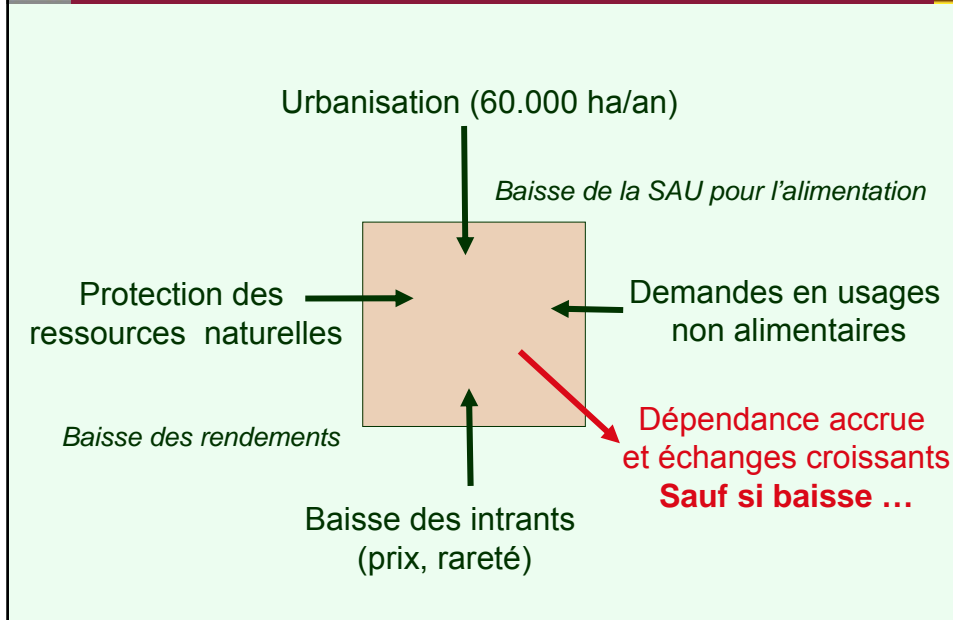 Urbanisation (60.000 ha/an)
Baisse de la SAU pour l'alimentation
Protection des
ressources naturelles
Demandes en usages
non alimentaires
Baisse des rendements
Dépendance accrue
et échanges croissants
Sauf si baisse …
Baisse des intrants
(prix, rareté)